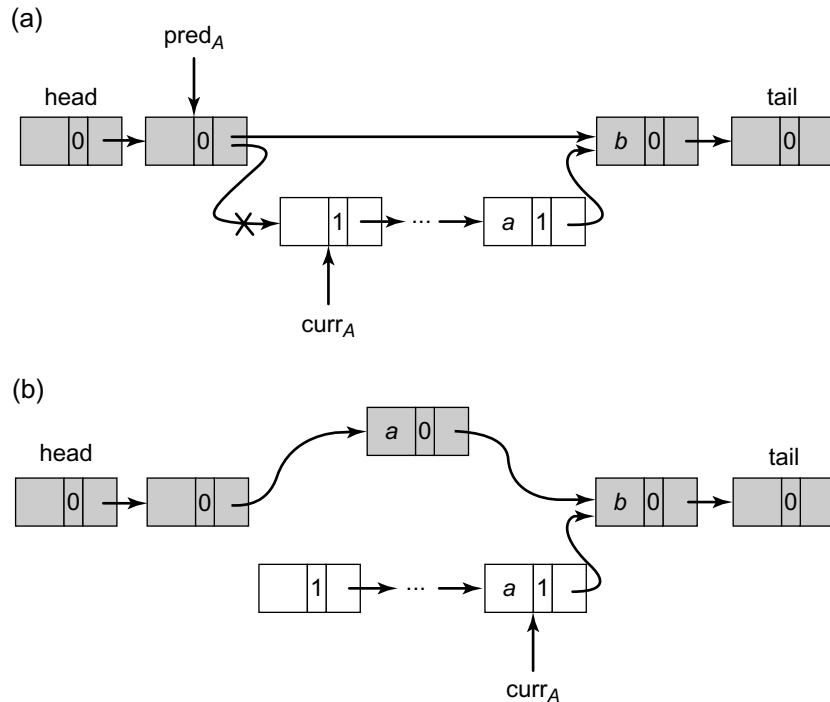 (a)
pred_A
head tail
0 0 b 0 0
1 ... a 1
curr_A
(b)
a 0
head tail
0 0 b 0 0
1 ... a 1
curr_A